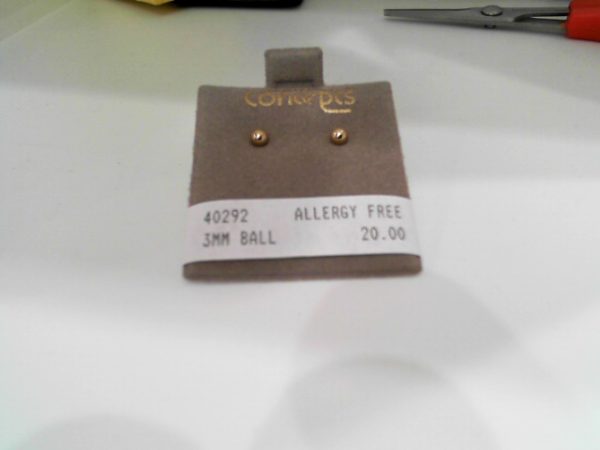 concepts
40292 ALLERGY FREE
3MM BALL 20.00